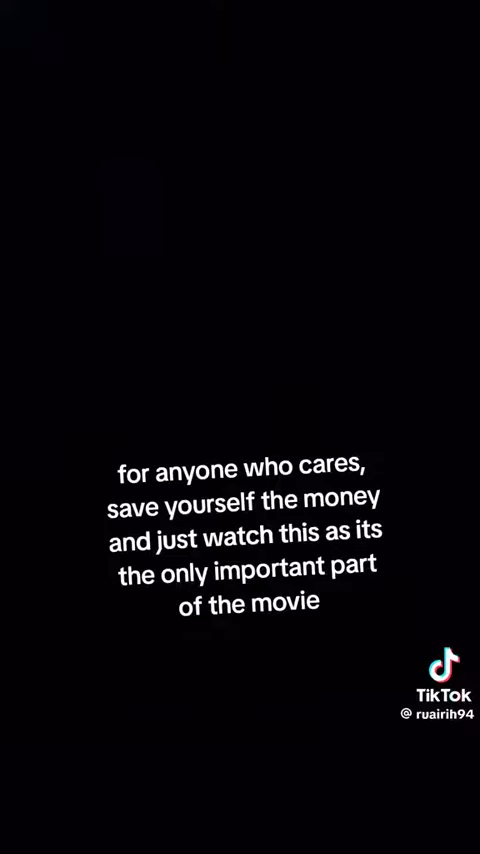 for anyone who cares,
save yourself the money
and just watch this as its
the only important part
of the movie
TikTok
@ ruairih94